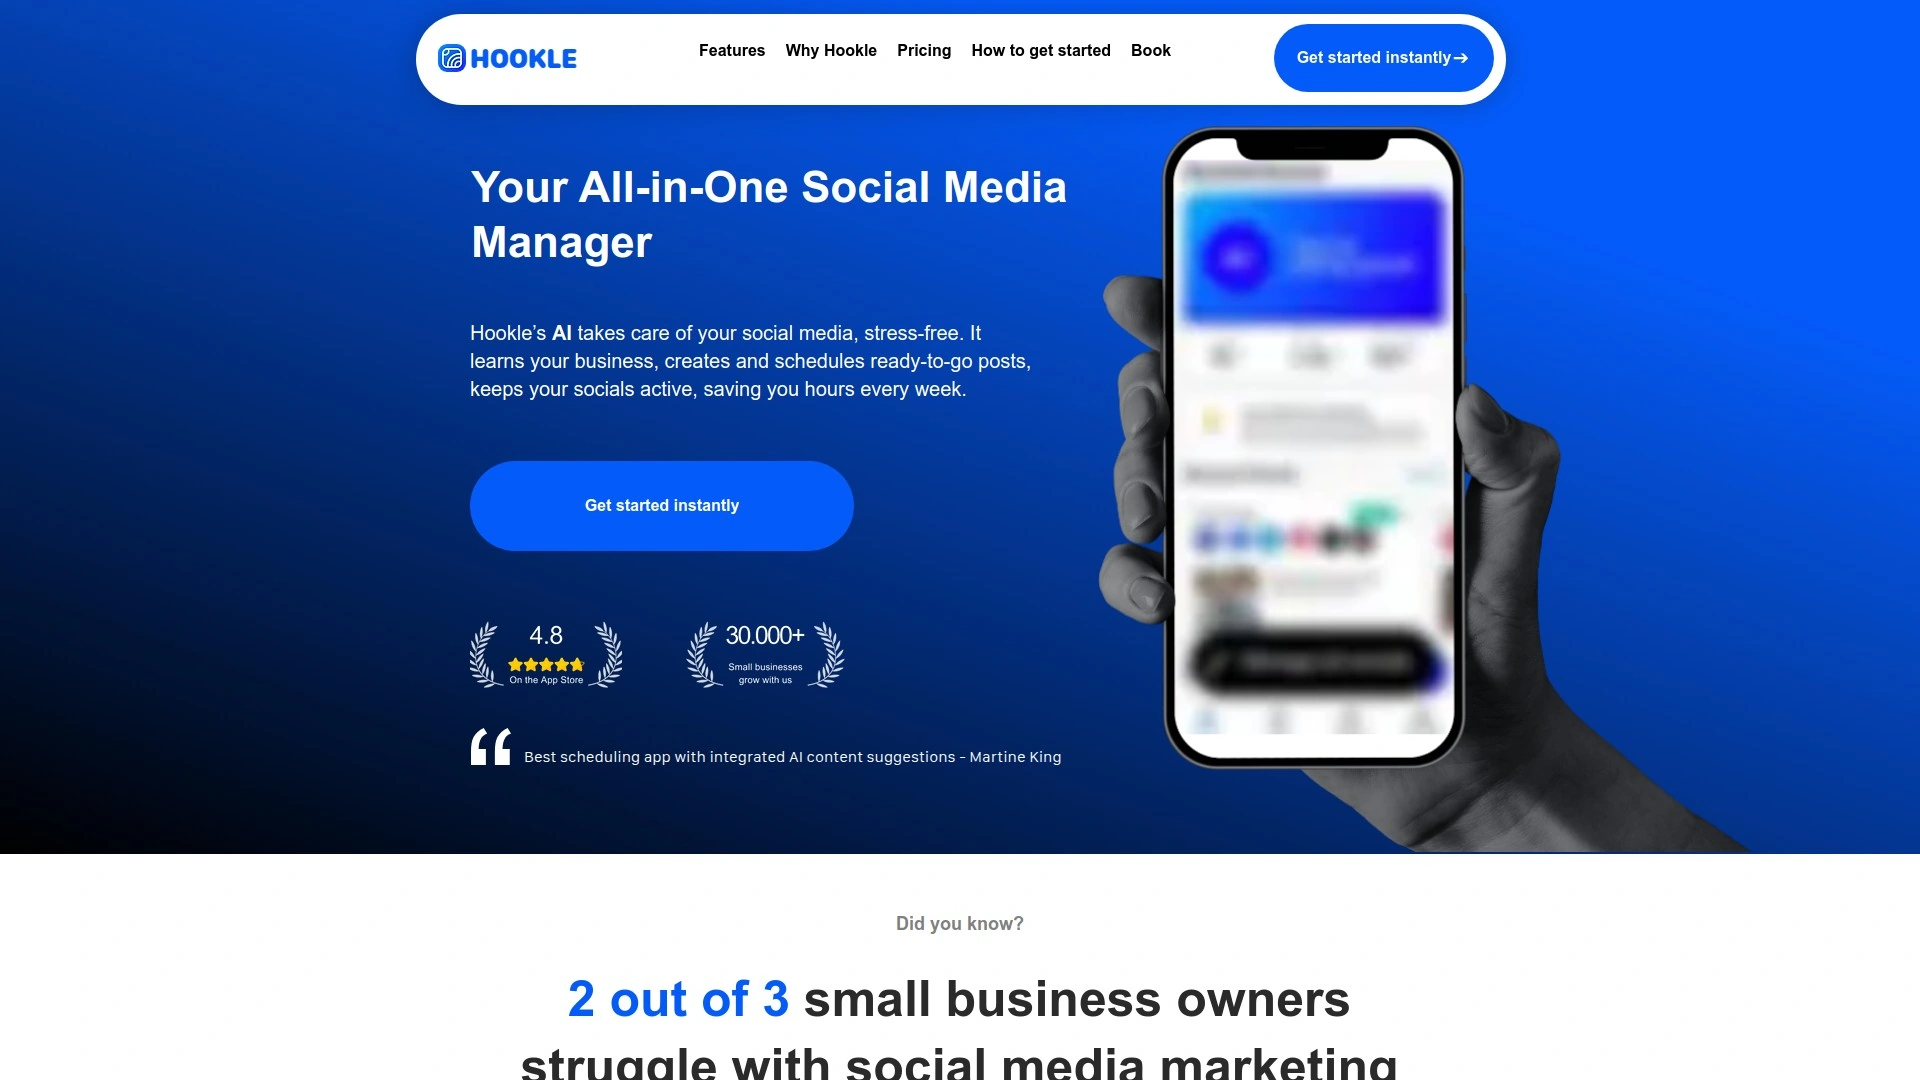 HOOKLE
Features Why Hookle Pricing How to get started Book
Get started instantly→
Your All-in-One Social Media
Manager
Hookle’s AI takes care of your social media, stress-free. It
learns your business, creates and schedules ready-to-go posts,
keeps your socials active, saving you hours every week.
Get started instantly
4.8
On the App Store
30.000+
Small businesses
grow with us
Best scheduling app with integrated AI content suggestions - Martine King
Did you know?
2 out of 3 small business owners
struggle with social media marketing